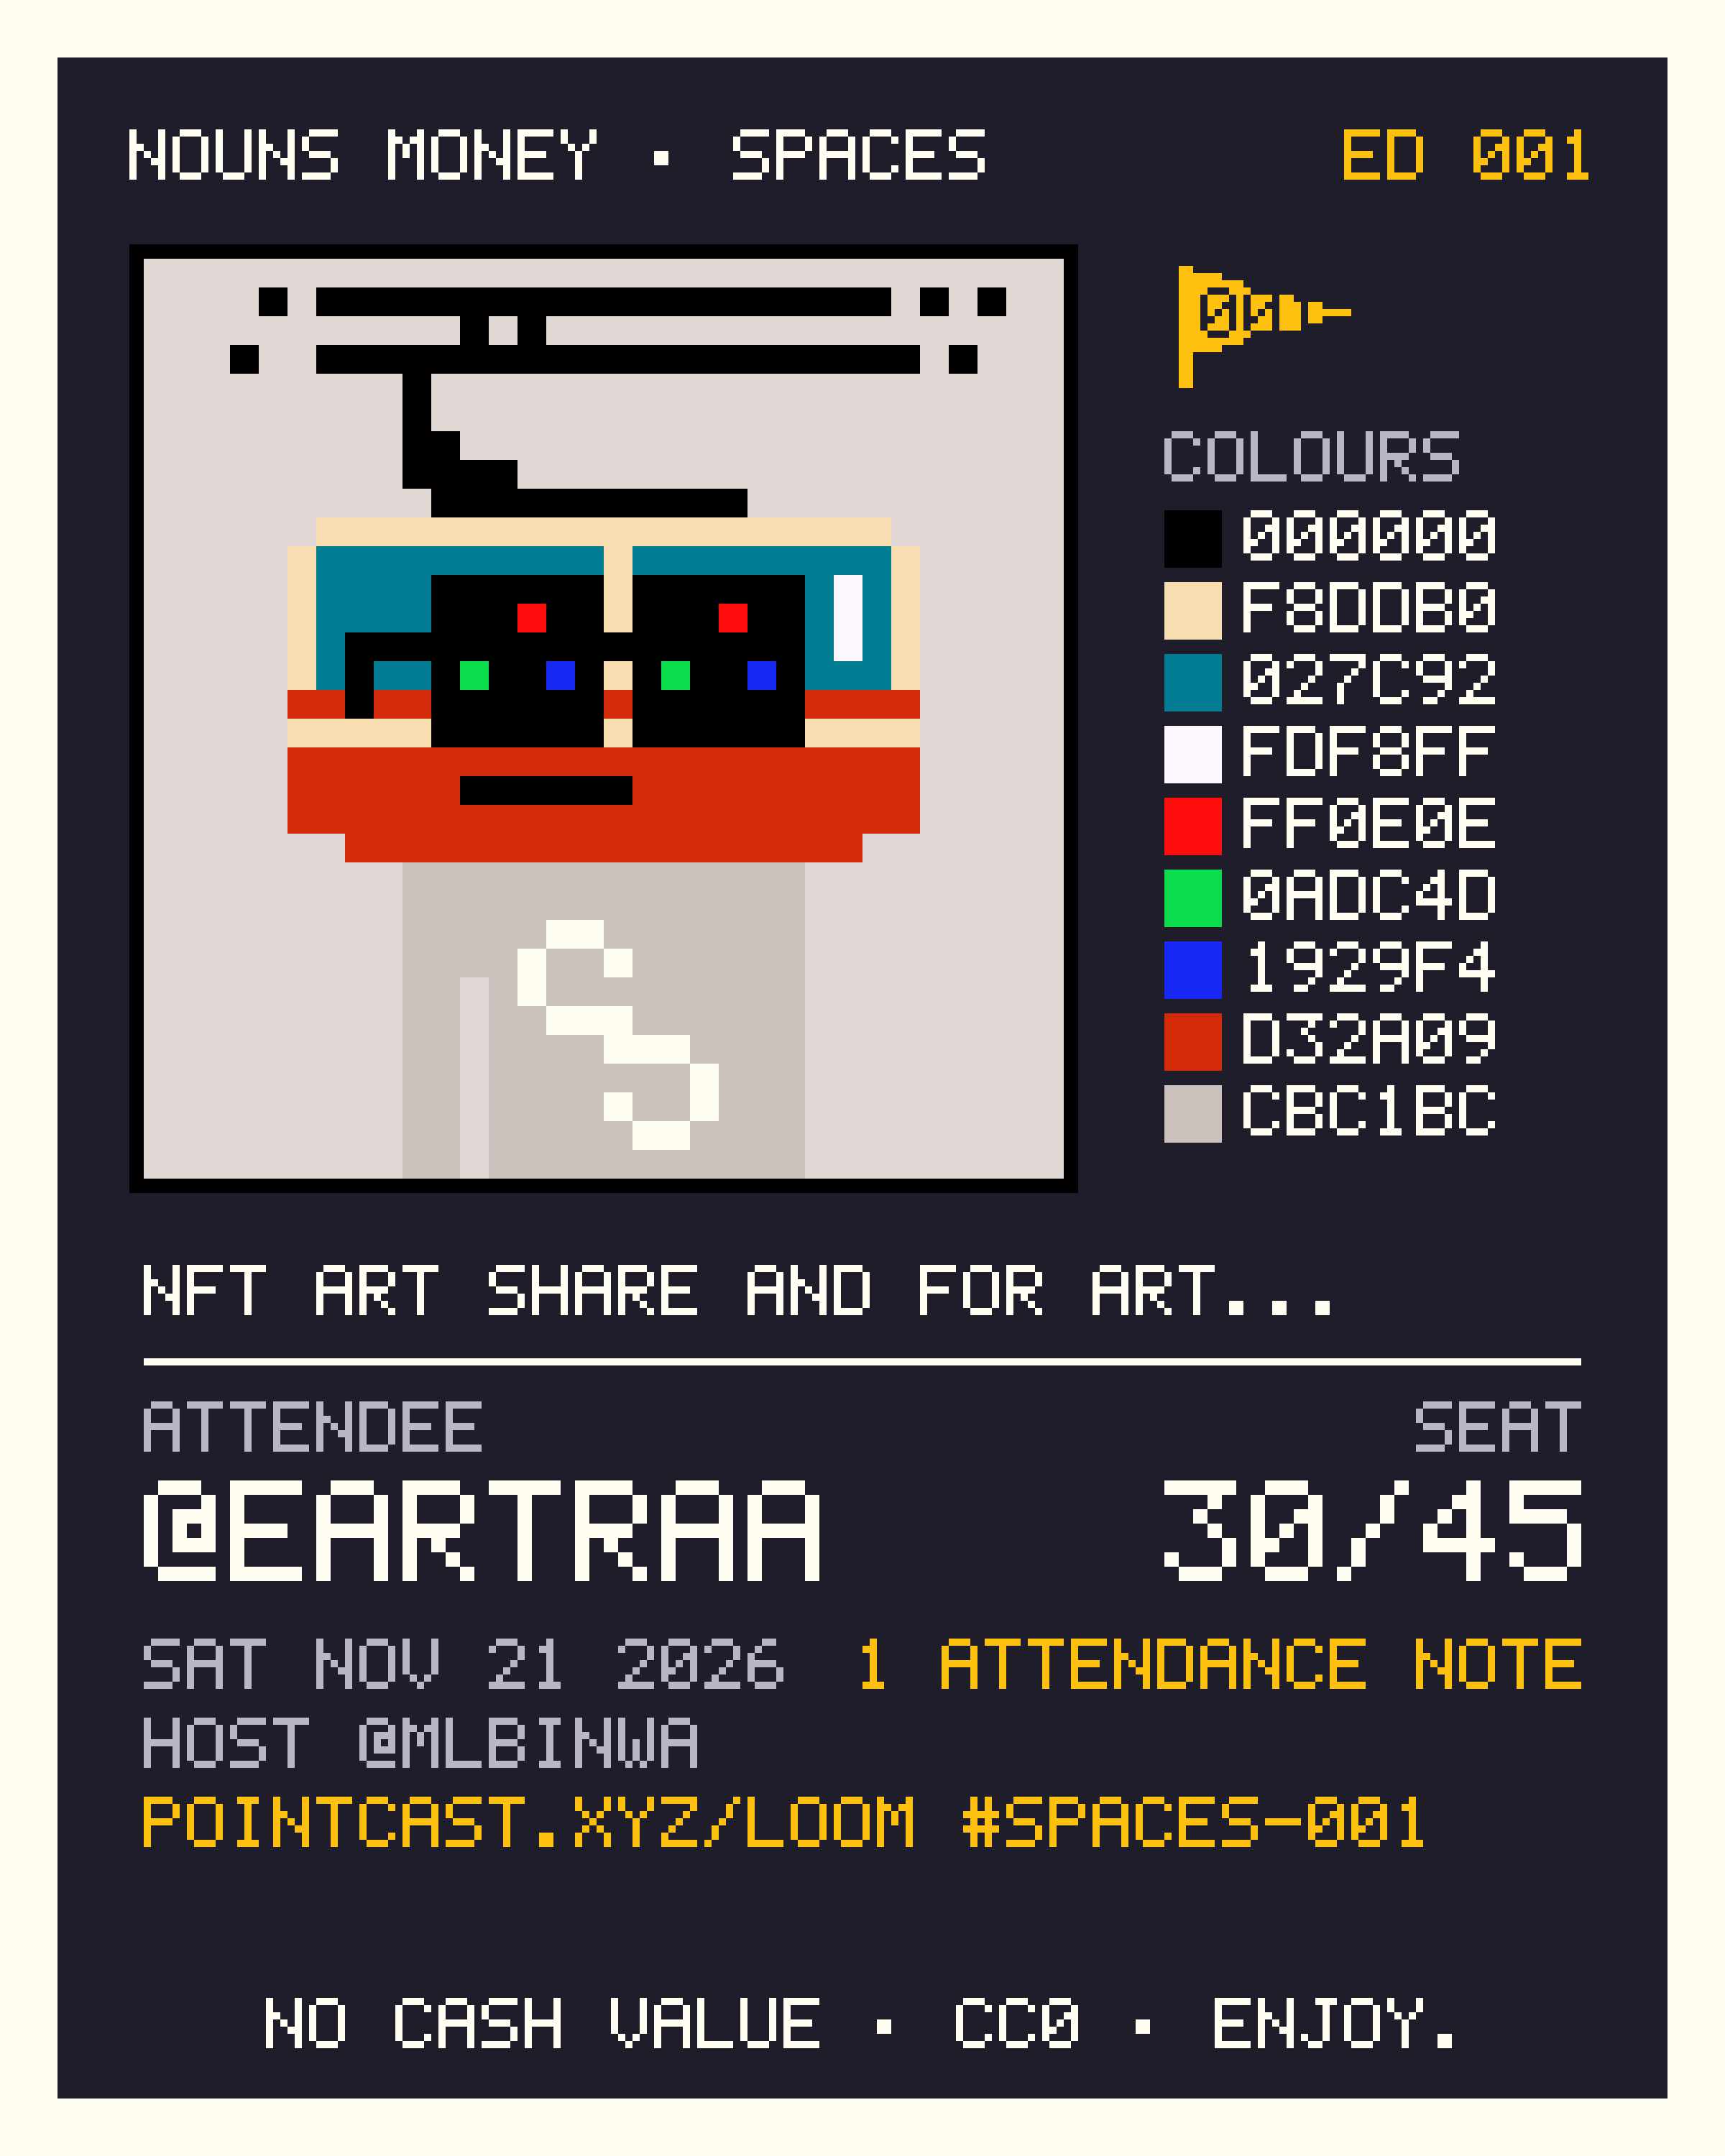 NOUNS MONEY · SPACES
ED 001
COLOURS
000000
F8DDB0
027C92
FDF8FF
FF0E0E
0ADC4D
1929F4
D32A09
CBC1BC
NFT ART SHARE AND FOR ART...
ATTENDEE
SEAT
@EARTRAA
30/45
SAT NOV 21 2026
1 ATTENDANCE NOTE
HOST @MLBINWA
POINTCAST.XYZ/LOOM #SPACES-001
NO CASH VALUE · CC0 · ENJOY.